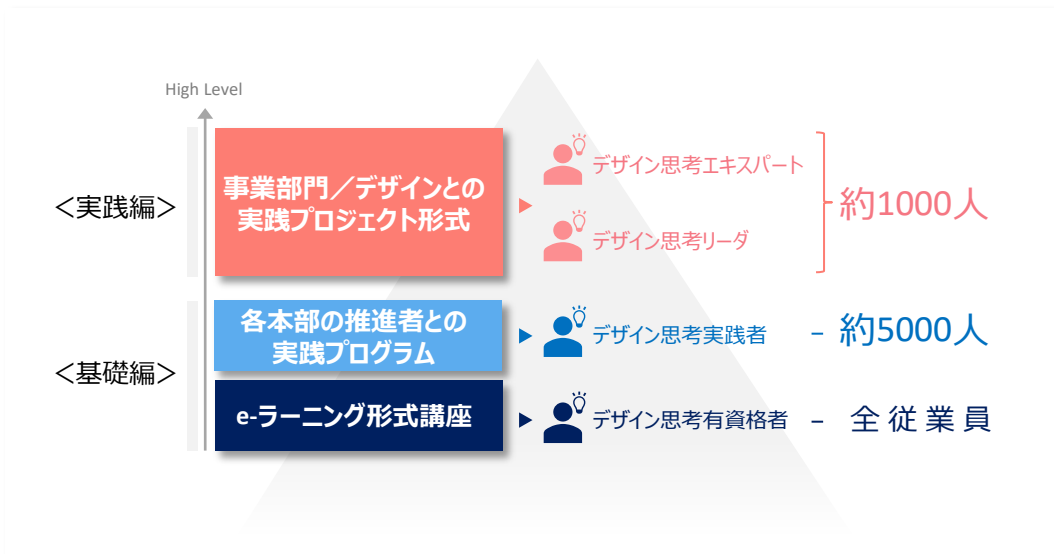 High Level
<実践編>
事業部門/デザインとの
実践プロジェクト形式
デザイン思考エキスパート
デザイン思考リーダ
約1000人
<基礎編>
各本部の推進者との
実践プログラム
デザイン思考実践者
– 約5000人
e-ラーニング形式講座
デザイン思考有資格者
– 全従業員